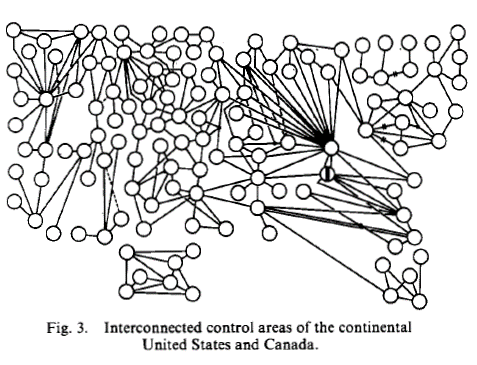 Fig. 3. Interconnected control areas of the continental
United States and Canada.